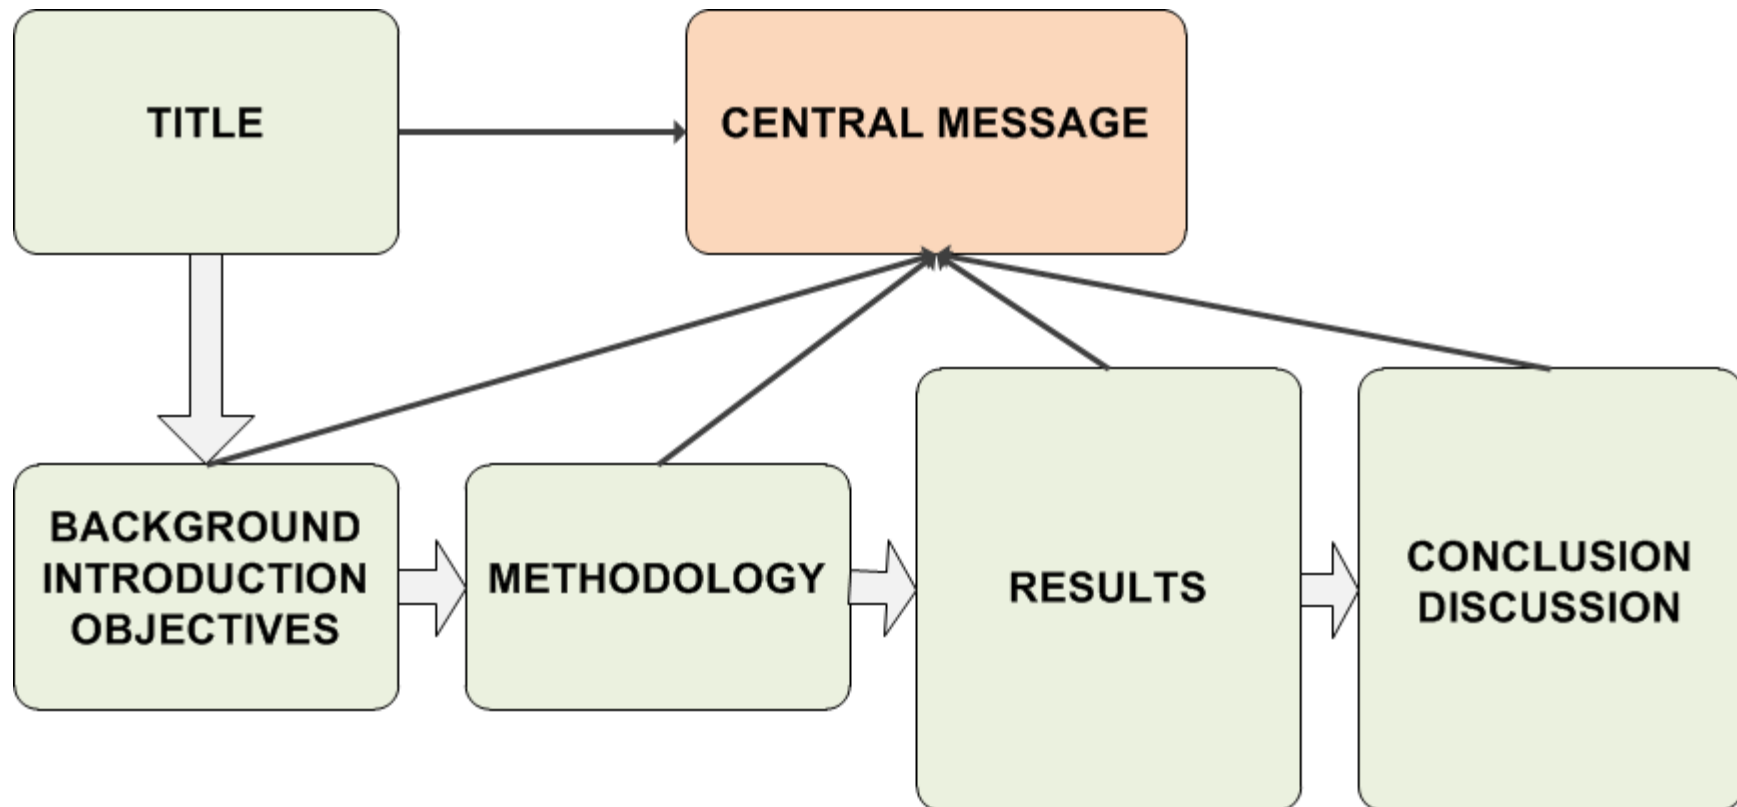 TITLE
CENTRAL MESSAGE
BACKGROUND
INTRODUCTION
OBJECTIVES
METHODOLOGY
RESULTS
CONCLUSION
DISCUSSION